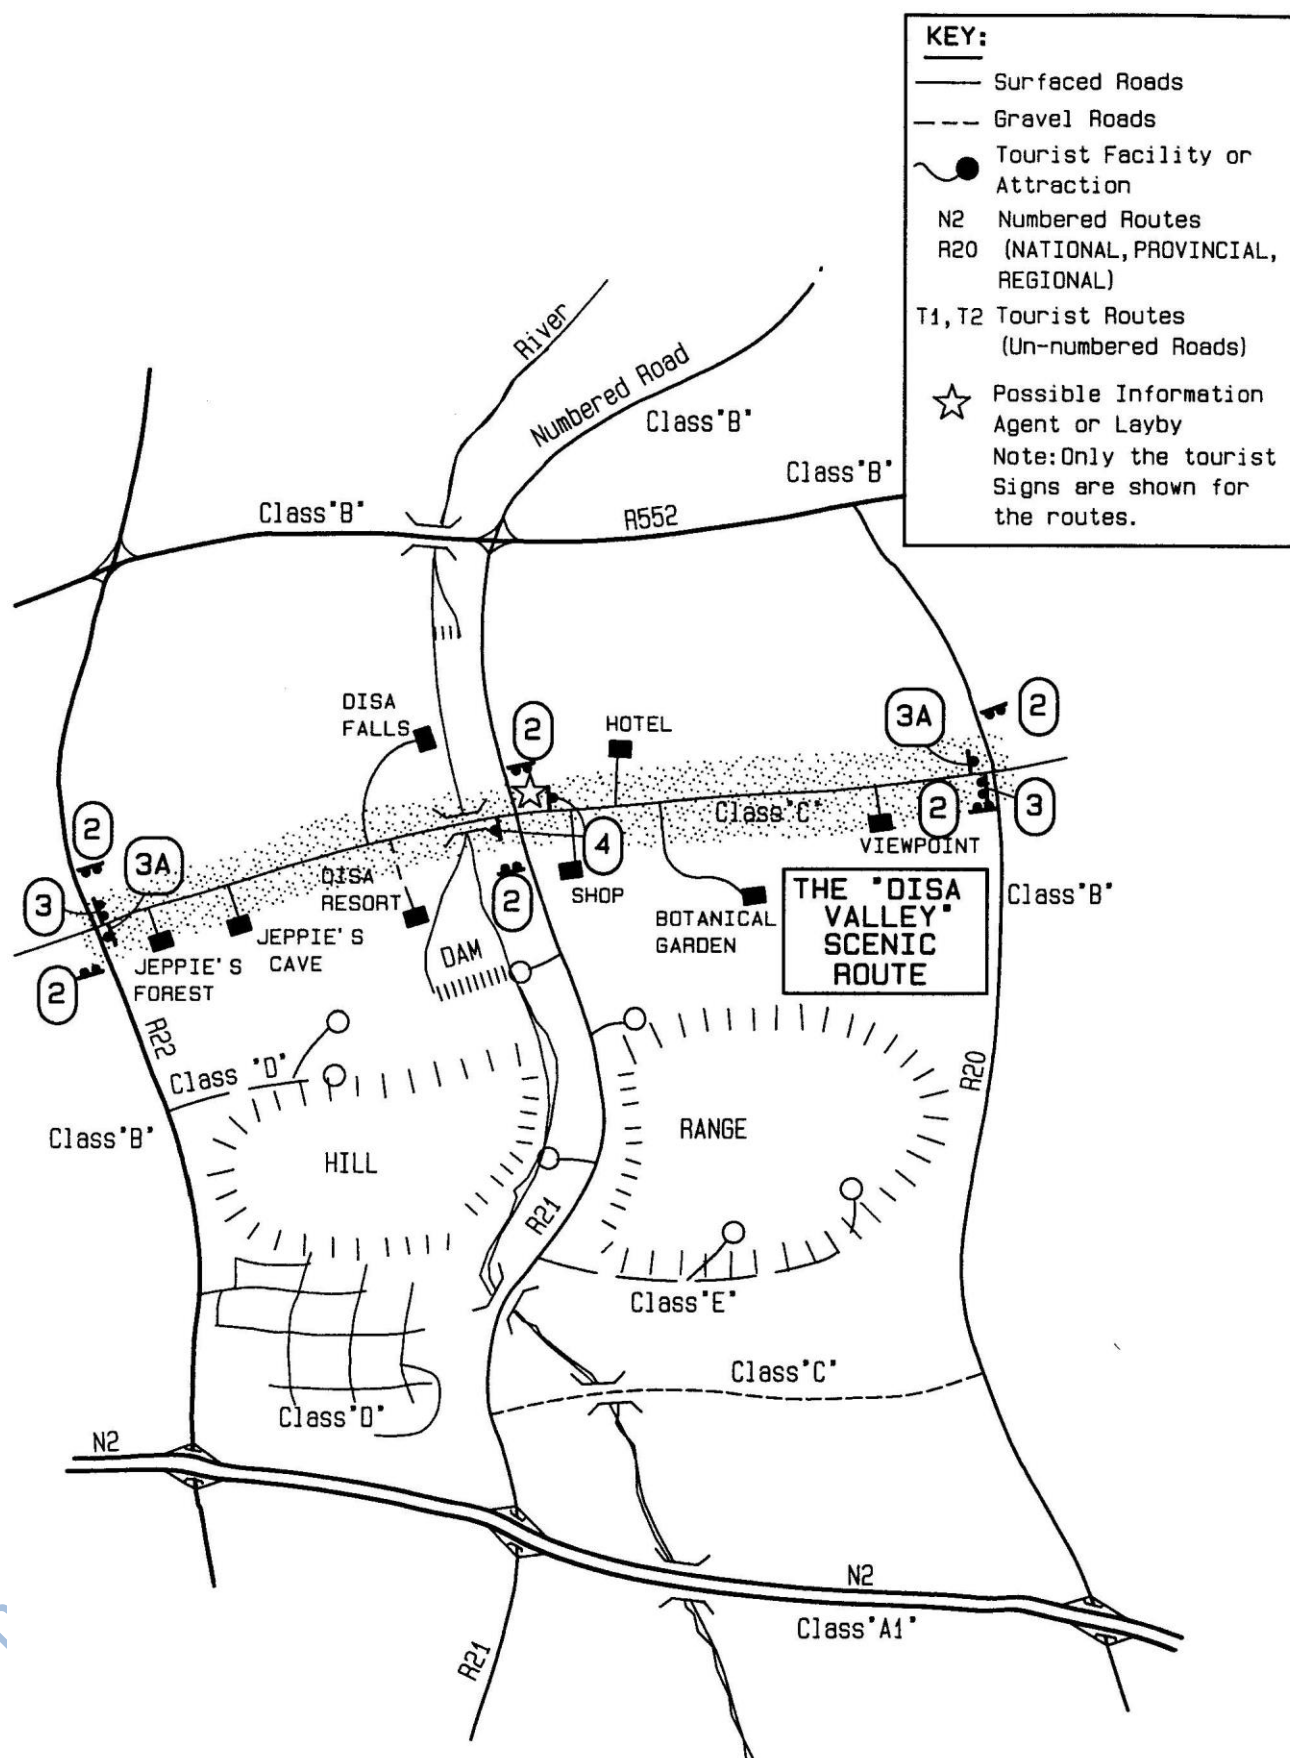 KEY:
Surfaced Roads
Gravel Roads
Tourist Facility or
Attraction
N2 Numbered Routes
R20 (NATIONAL, PROVINCIAL,
REGIONAL)
T1, T2 Tourist Routes
(Un-numbered Roads)
Possible Information
Agent or Layby
Note: Only the tourist
Signs are shown for
the routes.
River
Numbered Road
Class"B"
Class"B"
Class"B"
R552
DISA
FALLS
2
HOTEL
3A
2
2
3A
3
2
DISA
RESORT
4
2
SHOP
Class"C"
2
3
VIEWPOINT
JEPPIE'S
FOREST
JEPPIE'S
CAVE
DAM
BOTANICAL
GARDEN
THE "DISA
VALLEY"
SCENIC
ROUTE
Class"B"
R22
Class "D"
Class"B"
HILL
RANGE
R20
R21
Class"E"
Class"C"
Class"D"
N2
N2
Class"A1"
R21